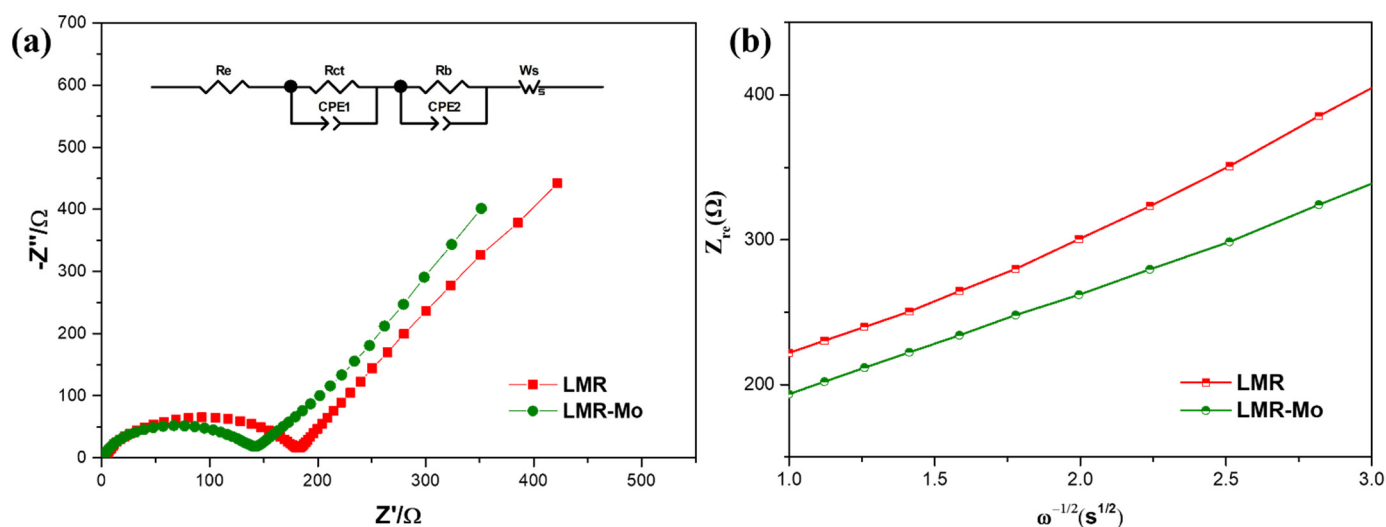 (a)
700
600
500
400
300
200
100
0
-Z''/Ω
Re
Rct
Rb
Ws
CPE1
CPE2
s
LMR
LMR-Mo
0 100 200 300 400 500
Z'/Ω
(b)
400
300
200
Zre(Ω)
LMR
LMR-Mo
1.0 1.5 2.0 2.5 3.0
ω−1/2(s1/2)